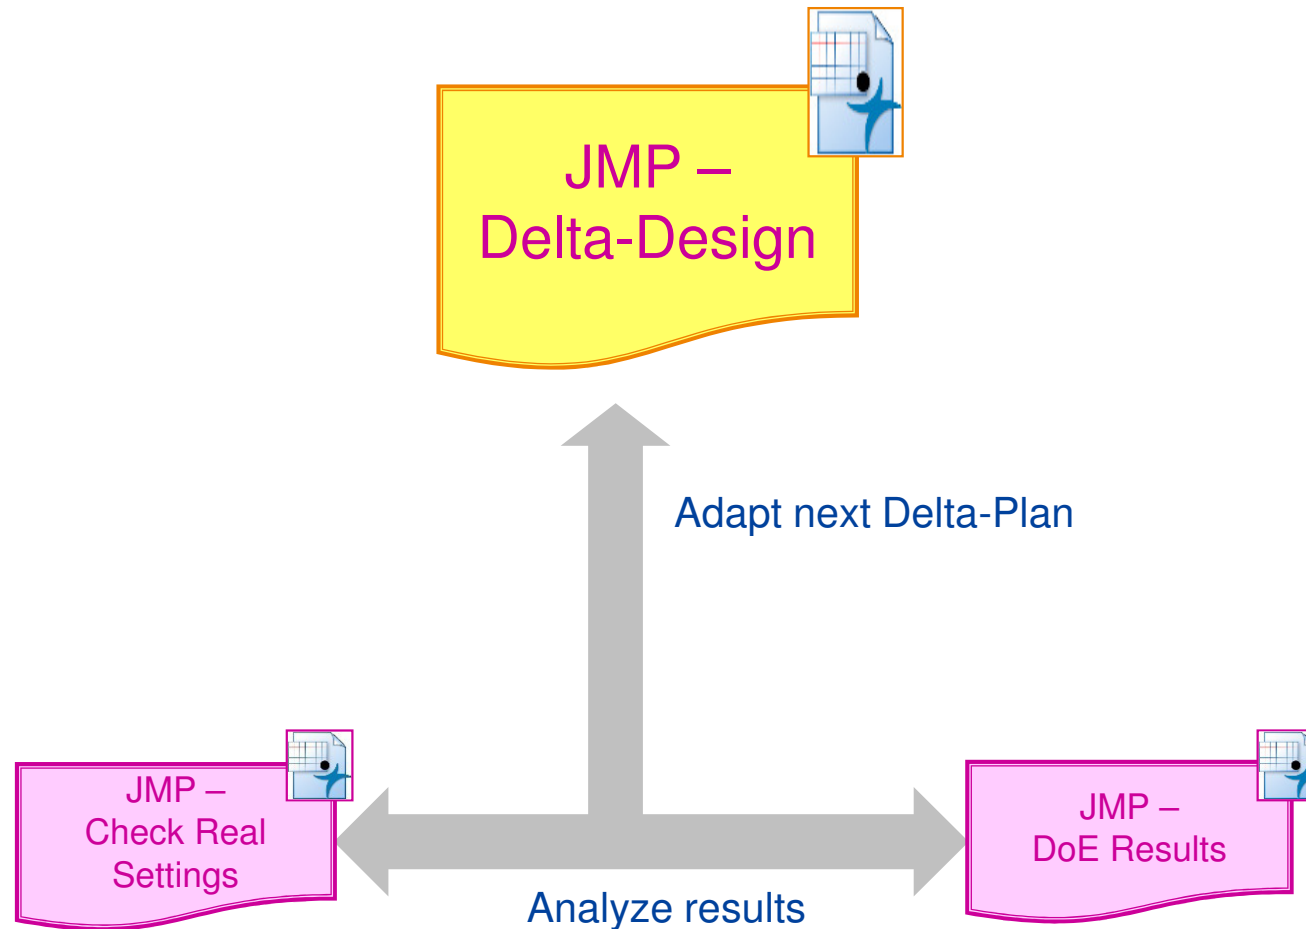 JMP –
Delta-Design
Adapt next Delta-Plan
JMP –
Check Real
Settings
JMP –
DoE Results
Analyze results